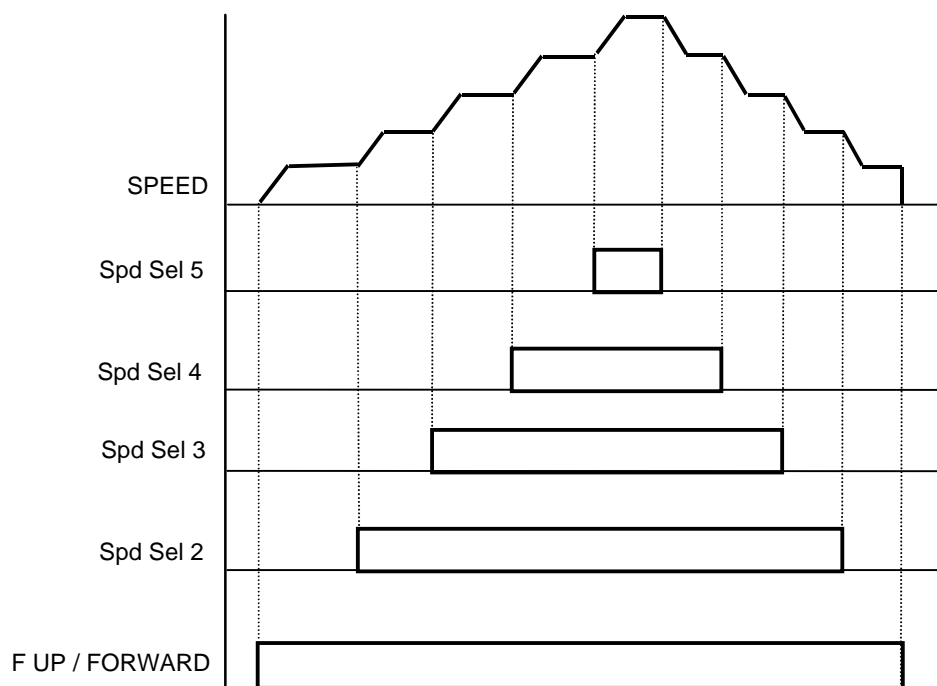 SPEED
Spd Sel 5
Spd Sel 4
Spd Sel 3
Spd Sel 2
F UP / FORWARD